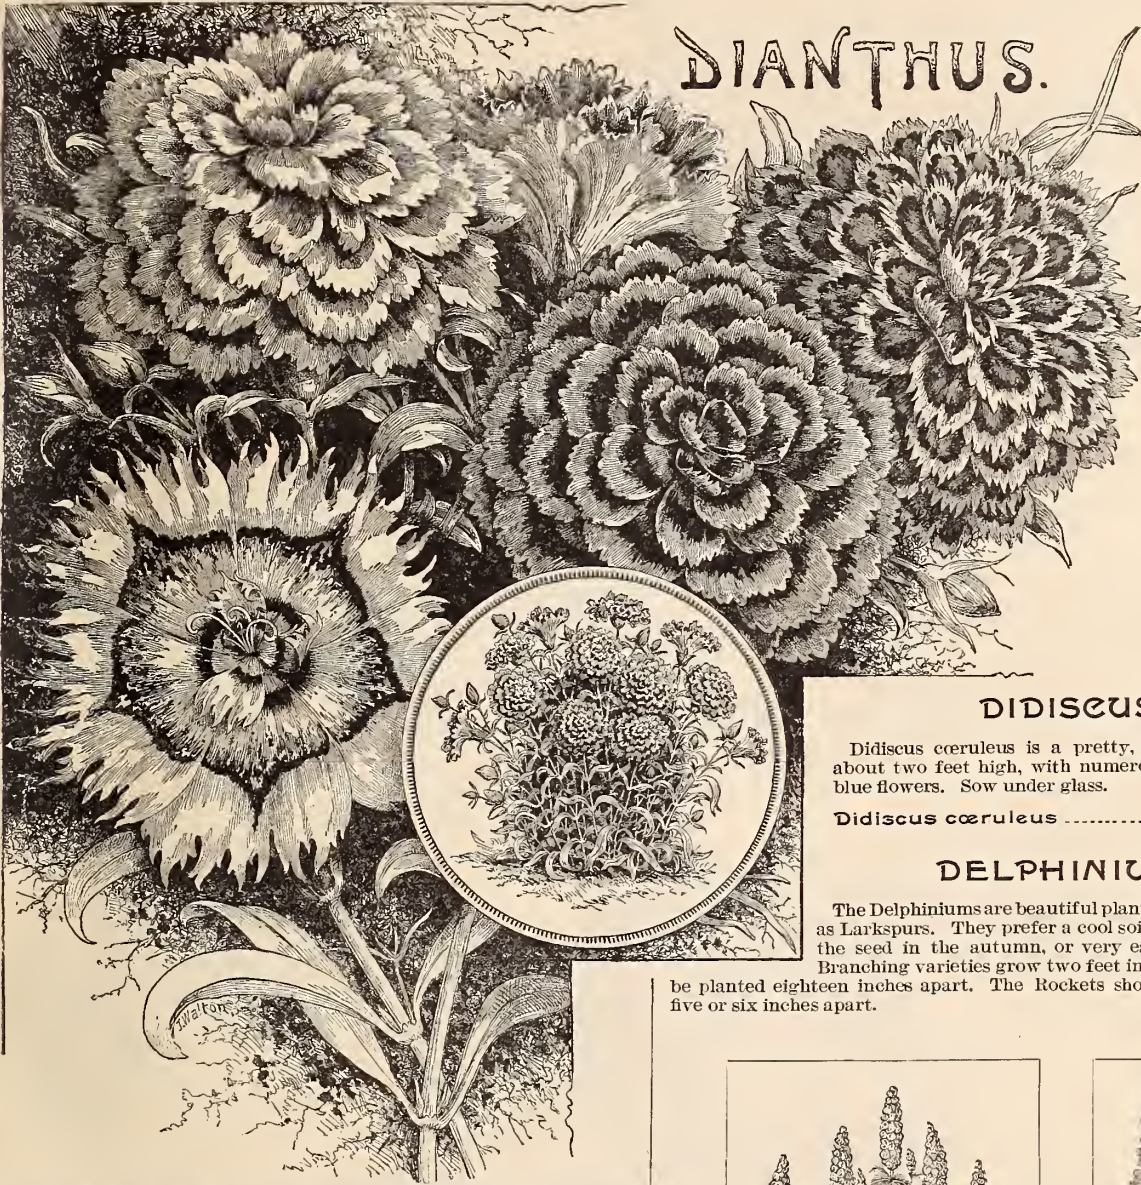 DIANTHUS.
DIDISCUS
Didiscus cœruleus is a pretty,
about two feet high, with numer
blue flowers. Sow under glass.
Didiscus cœruleus ..........
DELPHINIU
The Delphiniums are beautiful plan
as Larkspurs. They prefer a cool soi
the seed in the autumn, or very ea
Branching varieties grow two feet in
be planted eighteen inches apart. The Rockets sho
five or six inches apart.
J. Walton